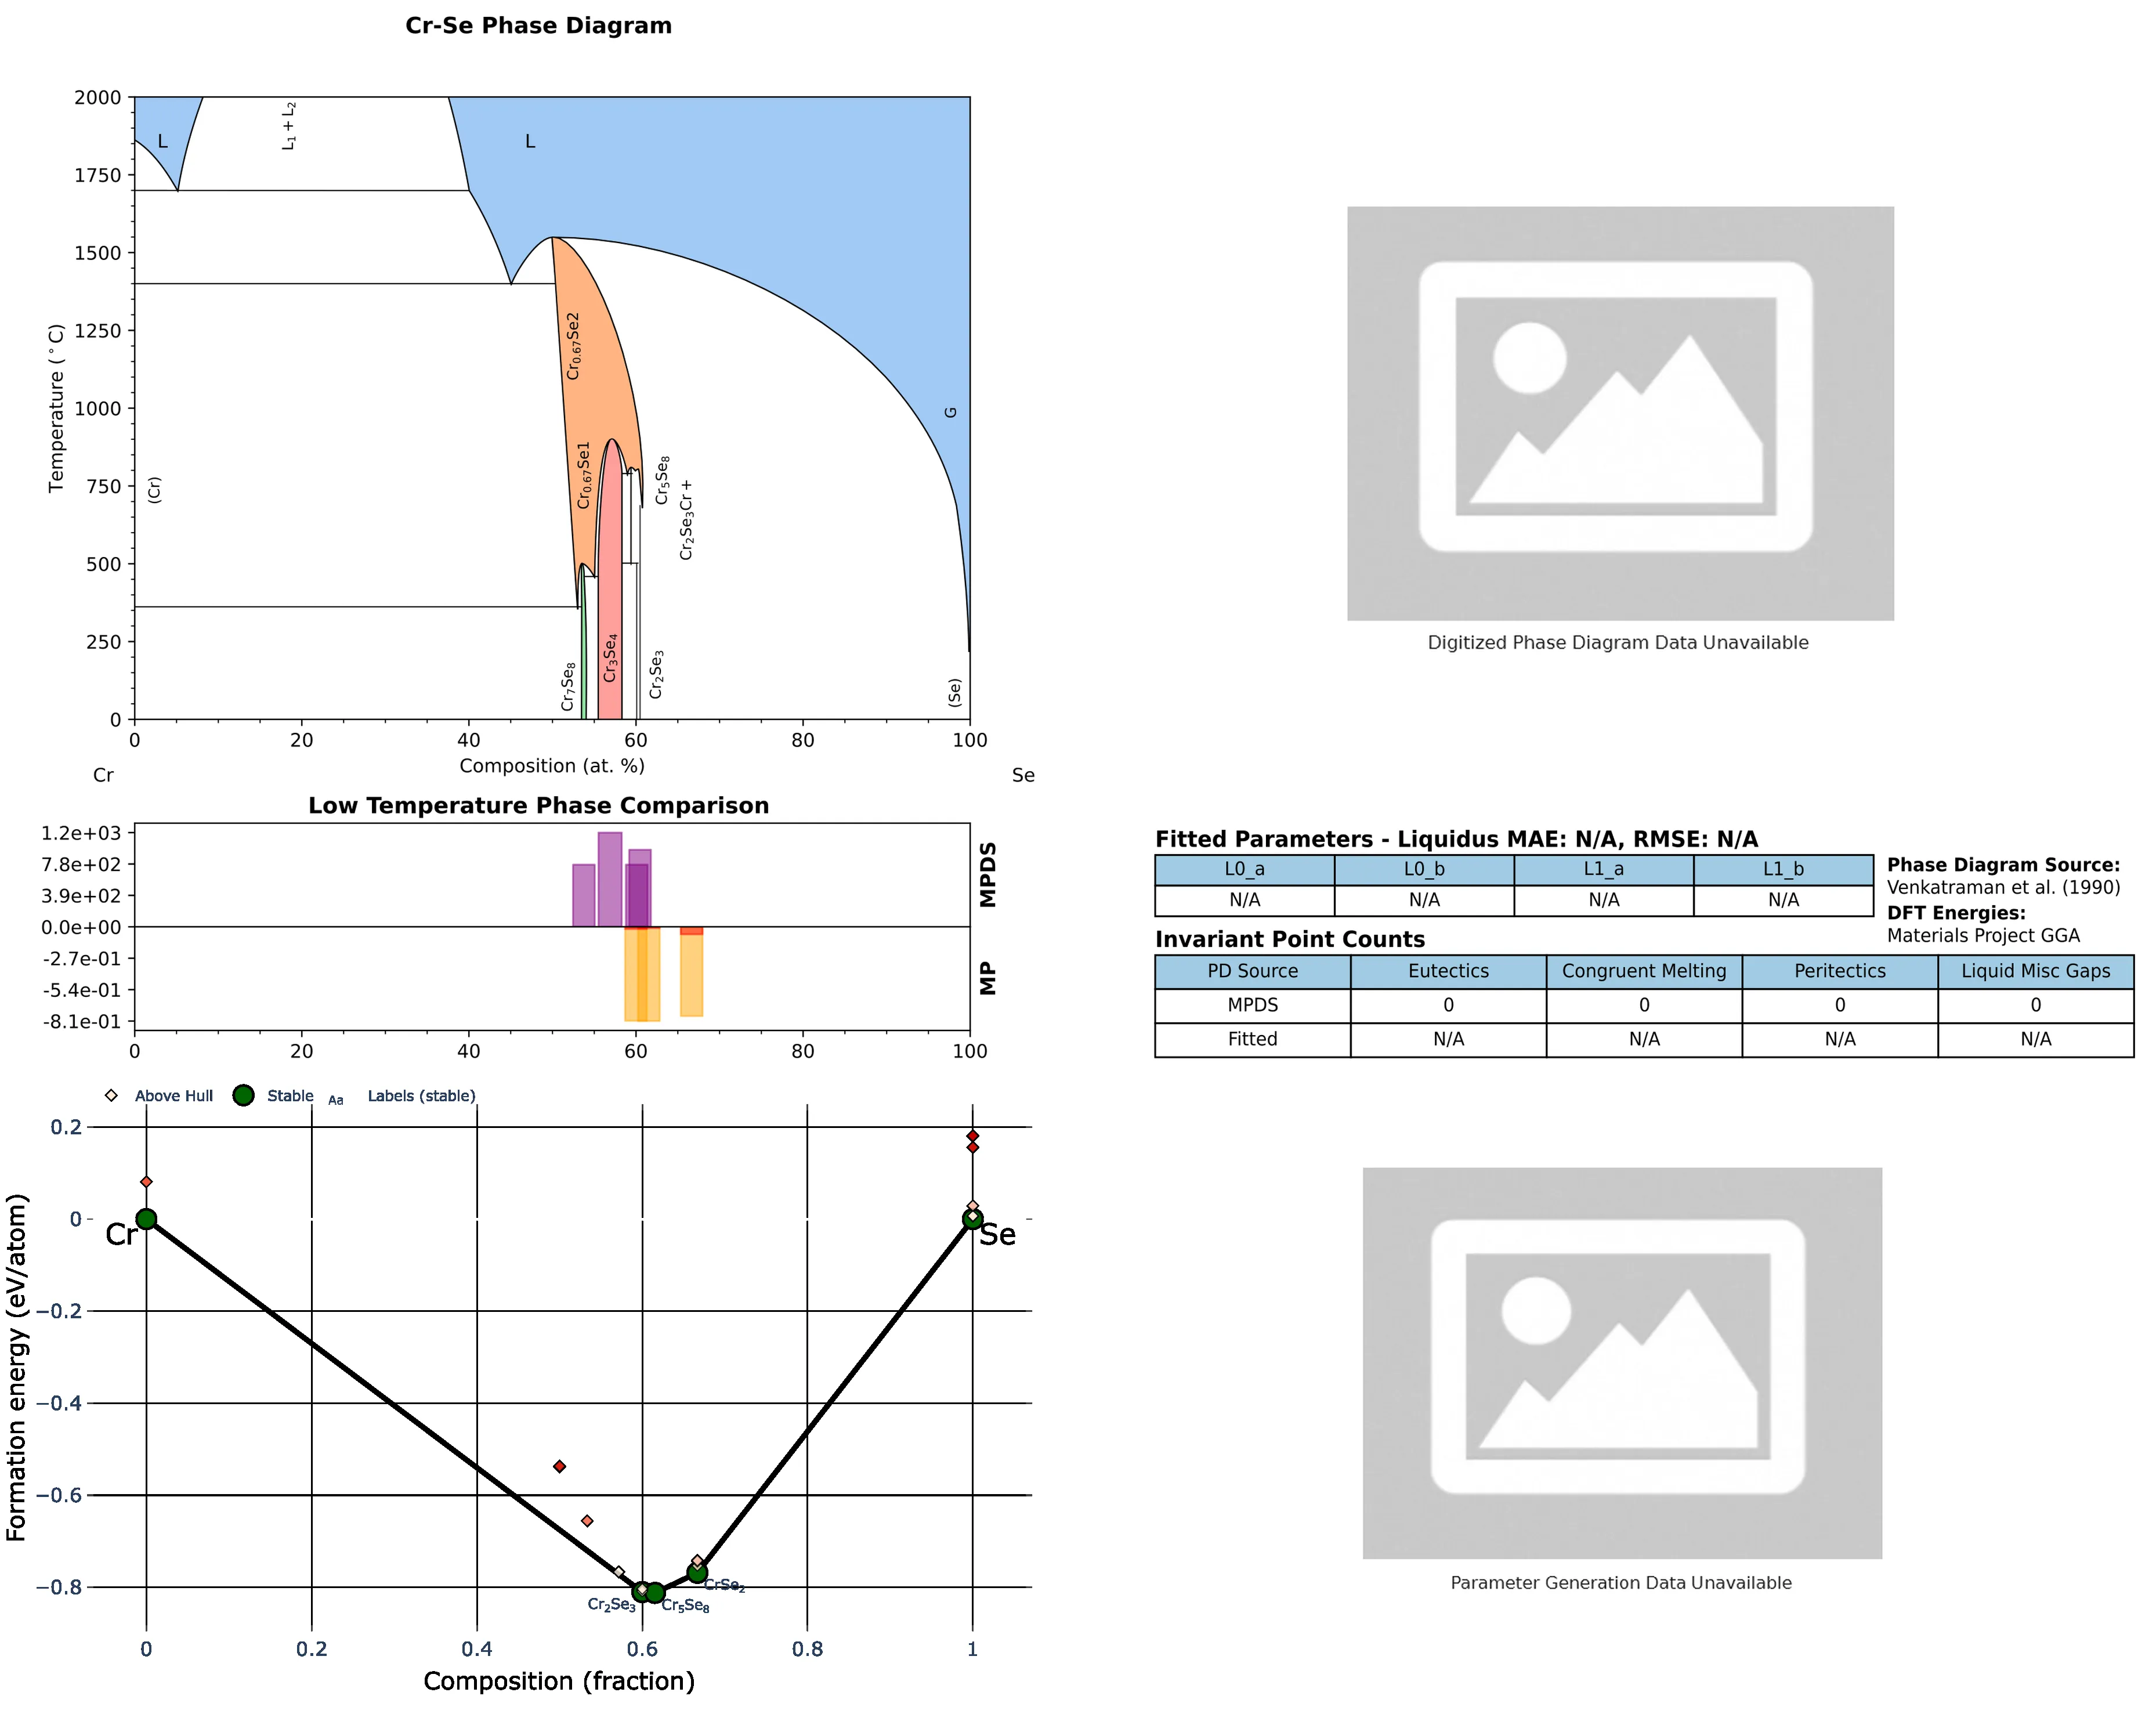 Cr-Se Phase Diagram
2000
1750
1500
1250
1000
750
500
250
0
Temperature (°C)
L
L₁ + L₂
L
Cr₀.₆₇Se2
Cr₀.₆₇Se1
(Cr)
G
Cr₅Se₈
Cr₂Se₃Cr +
Cr₇Se₈
Cr₃Se₄
Cr₂Se₃
(Se)
0 20 40 60 80 100
Composition (at. %)
Cr Se
Low Temperature Phase Comparison
1.2e+03
7.8e+02
3.9e+02
0.0e+00
-2.7e-01
-5.4e-01
-8.1e-01
MPDS
MP
0 20 40 60 80 100
Above Hull Stable Aa Labels (stable)
0.2
0
−0.2
−0.4
−0.6
−0.8
Formation energy (eV/atom)
Cr
Se
CrSe₂
Cr₂Se₃
Cr₅Se₈
0 0.2 0.4 0.6 0.8 1
Composition (fraction)
Digitized Phase Diagram Data Unavailable
Fitted Parameters - Liquidus MAE: N/A, RMSE: N/A
L0_a L0_b L1_a L1_b
N/A N/A N/A N/A
Phase Diagram Source:
Venkatraman et al. (1990)
DFT Energies:
Materials Project GGA
Invariant Point Counts
PD Source Eutectics Congruent Melting Peritectics Liquid Misc Gaps
MPDS 0 0 0 0
Fitted N/A N/A N/A N/A
Parameter Generation Data Unavailable